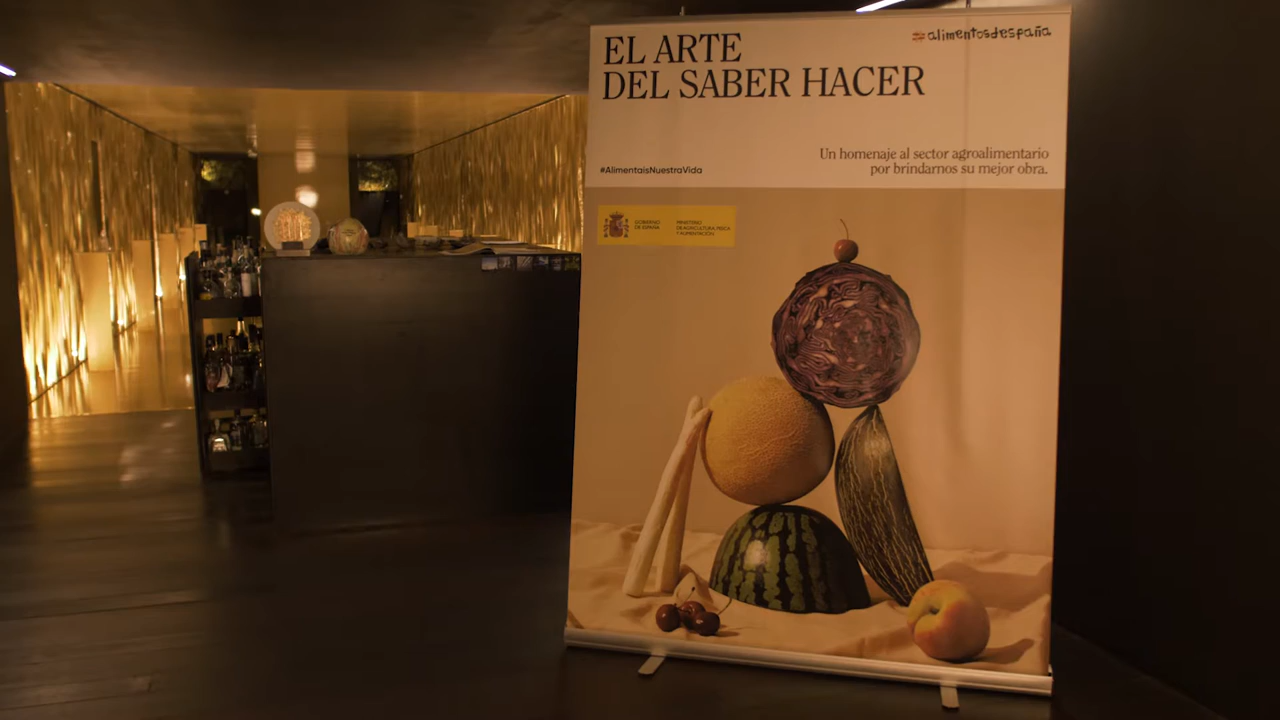 EL ARTE
DEL SABER HACER
#alimentosdespaña
Un homenaje al sector agroalimentario
por brindarnos su mejor obra.
#AlimentaisNuestraVida
GOBIERNO
DE ESPAÑA
MINISTERIO
DE AGRICULTURA, PESCA
Y ALIMENTACIÓN